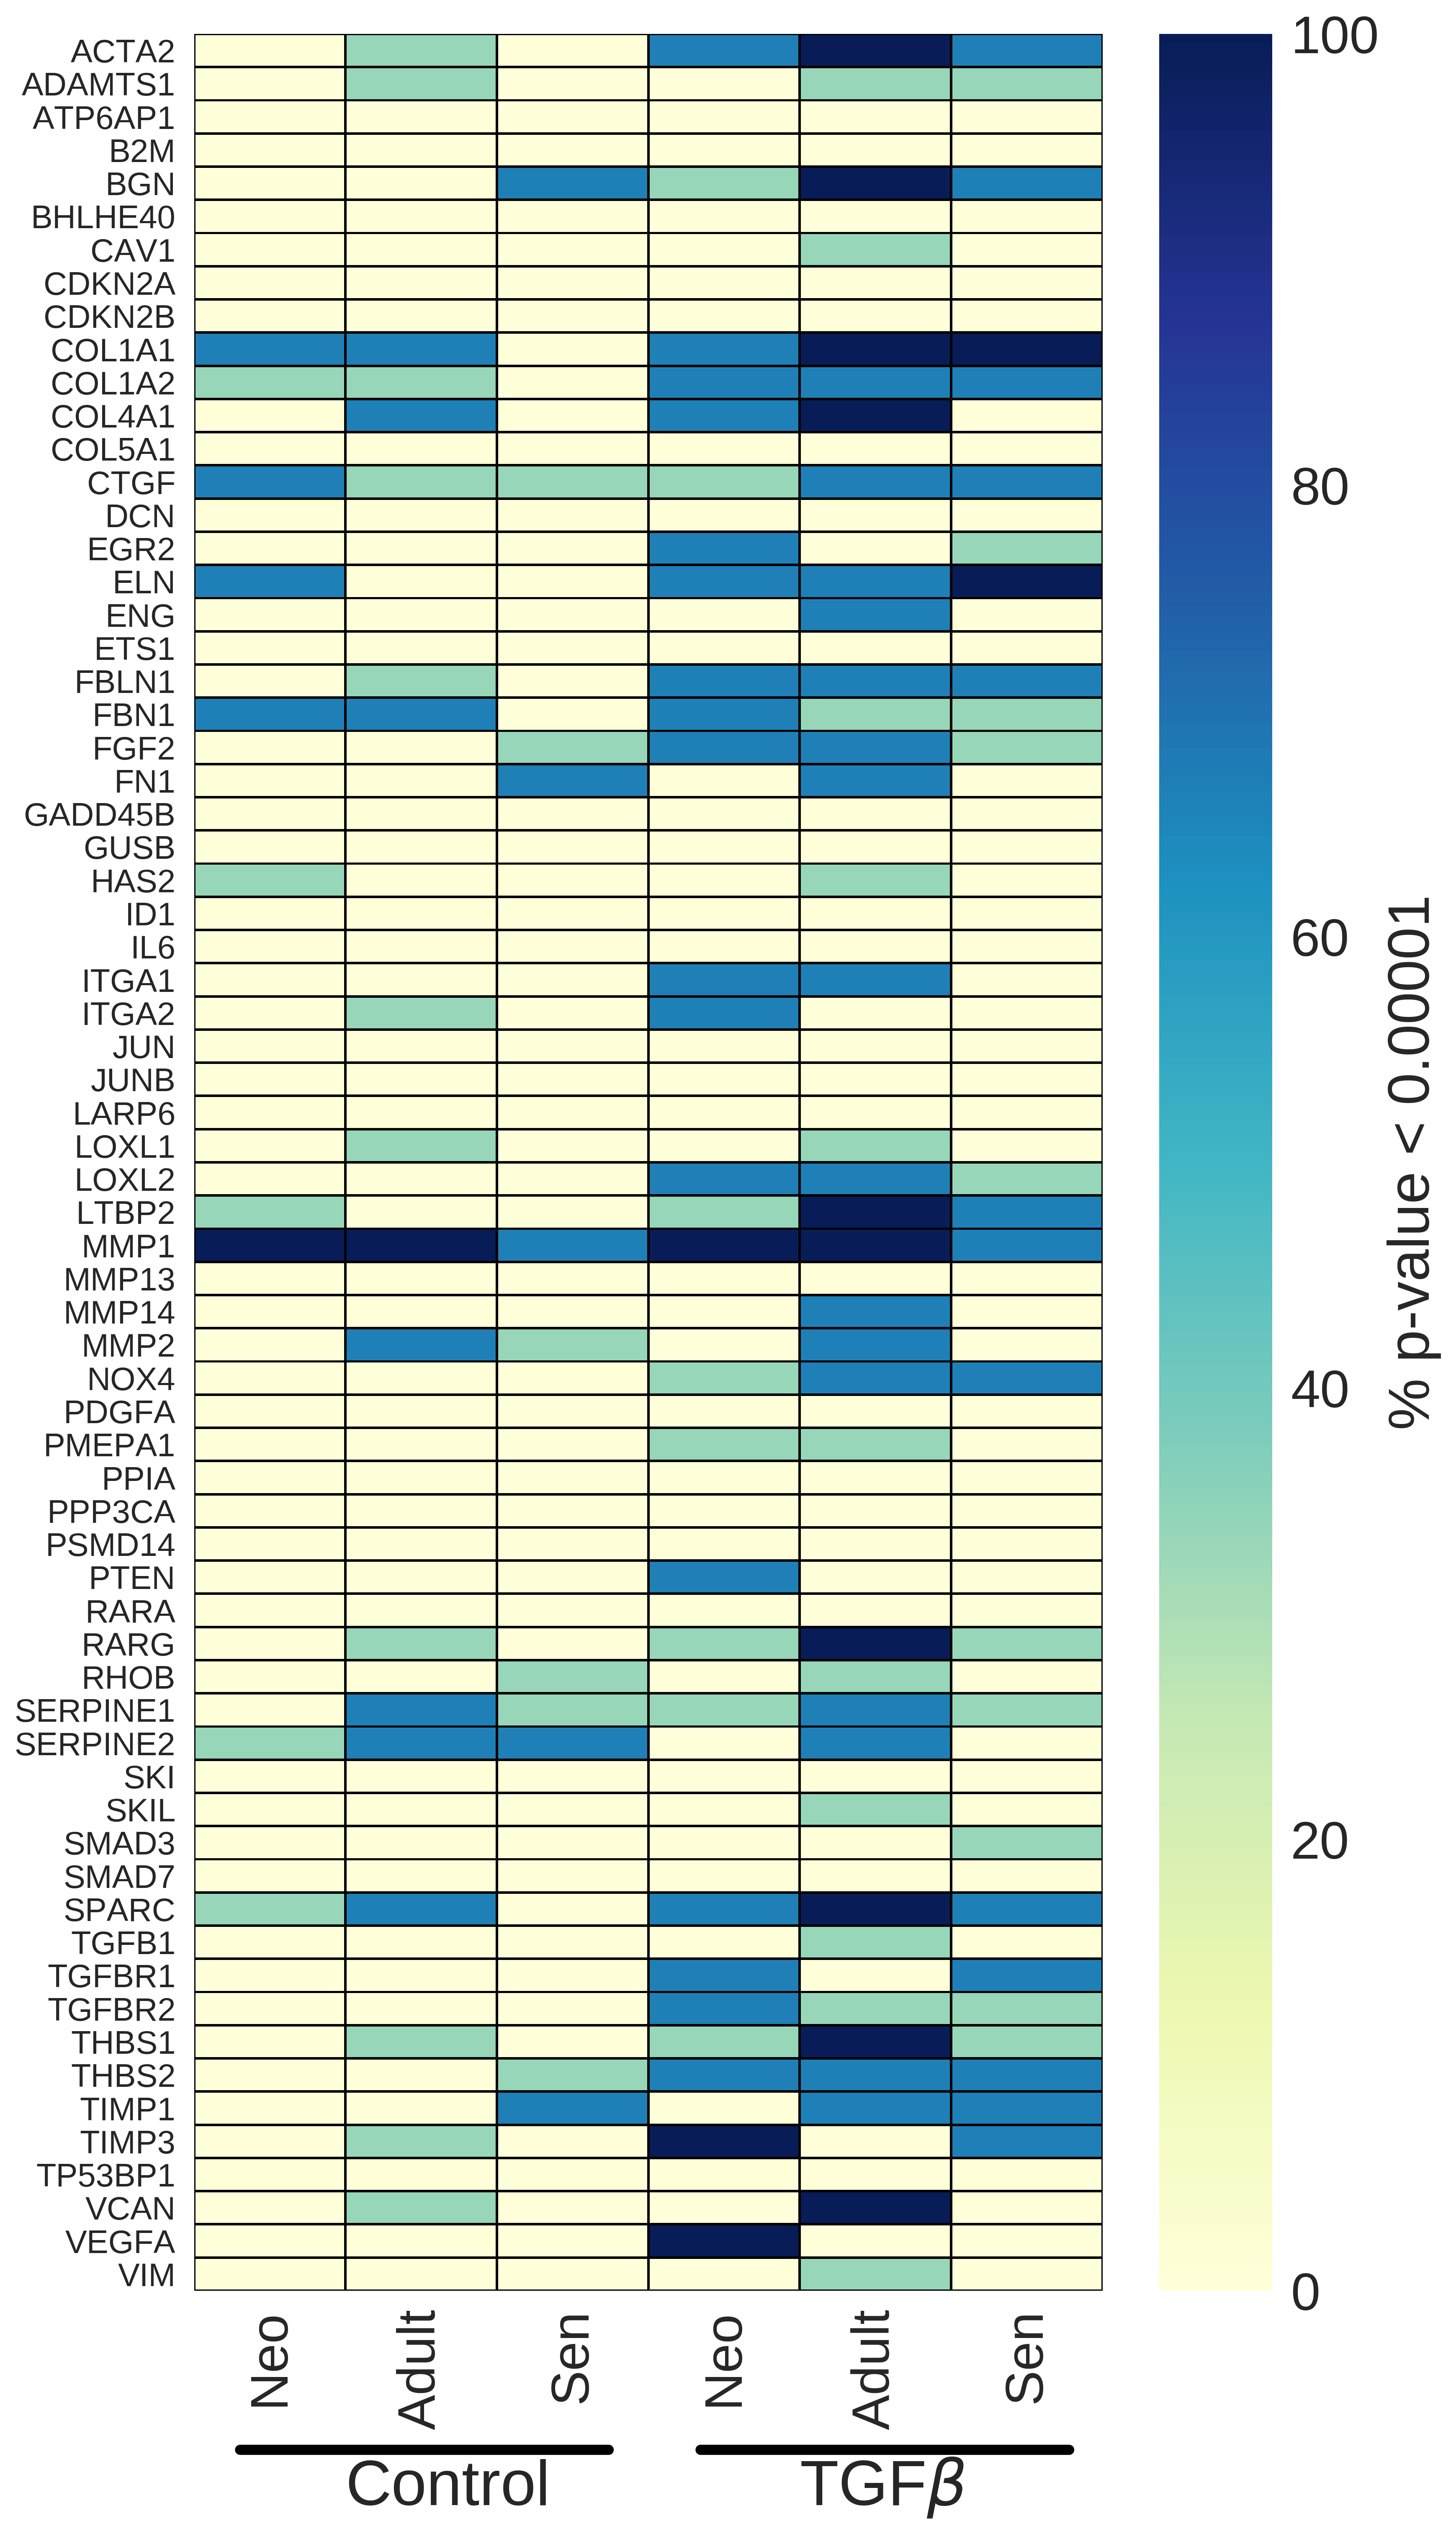 ACTA2
ADAMTS1
ATP6AP1
B2M
BGN
BHLHE40
CAV1
CDKN2A
CDKN2B
COL1A1
COL1A2
COL4A1
COL5A1
CTGF
DCN
EGR2
ELN
ENG
ETS1
FBLN1
FBN1
FGF2
FN1
GADD45B
GUSB
HAS2
ID1
IL6
ITGA1
ITGA2
JUN
JUNB
LARP6
LOXL1
LOXL2
LTBP2
MMP1
MMP13
MMP14
MMP2
NOX4
PDGFA
PMEPA1
PPIA
PPP3CA
PSMD14
PTEN
RARA
RARG
RHOB
SERPINE1
SERPINE2
SKI
SKIL
SMAD3
SMAD7
SPARC
TGFB1
TGFBR1
TGFBR2
THBS1
THBS2
TIMP1
TIMP3
TP53BP1
VCAN
VEGFA
VIM
Neo Adult Sen Neo Adult Sen
Control TGFβ
100
80
60
40
20
0
% p-value < 0.00001